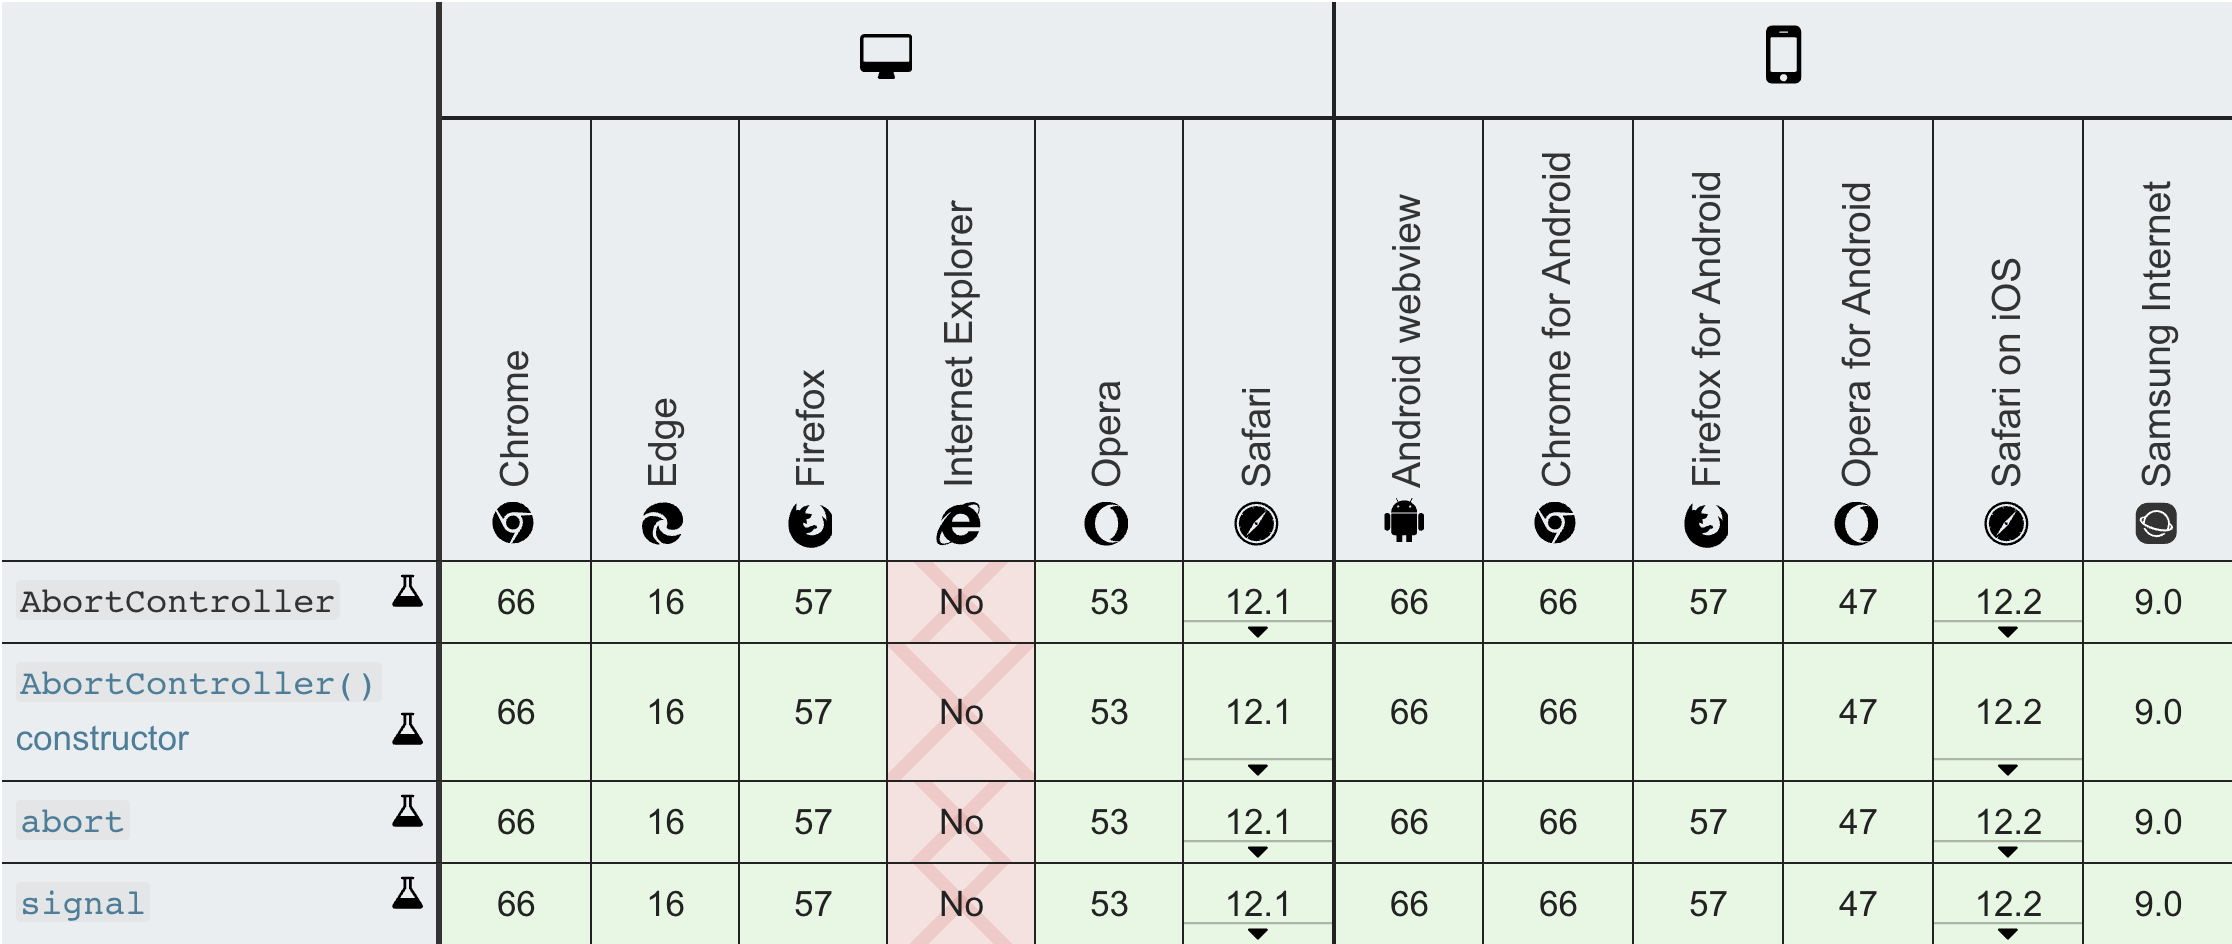 Chrome
Edge
Firefox
Internet Explorer
Opera
Safari
Android webview
Chrome for Android
Firefox for Android
Opera for Android
Safari on iOS
Samsung Internet
AbortController 66 16 57 No 53 12.1 66 66 57 47 12.2 9.0
AbortController()
constructor 66 16 57 No 53 12.1 66 66 57 47 12.2 9.0
abort 66 16 57 No 53 12.1 66 66 57 47 12.2 9.0
signal 66 16 57 No 53 12.1 66 66 57 47 12.2 9.0